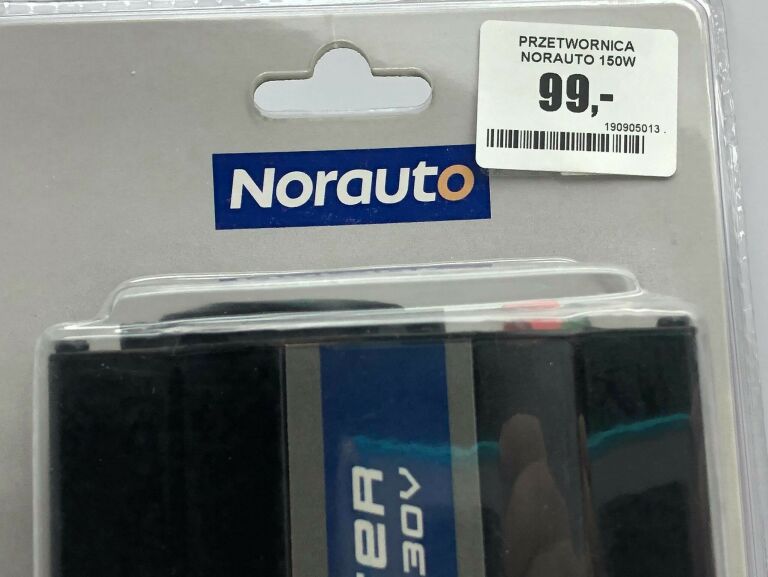 PRZETWORNICA
NORAUTO 150W
99,-
190905013
Norauto